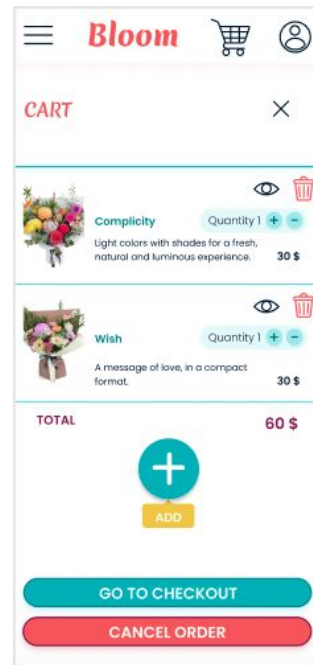 Bloom
CART
Complicity
Quantity 1 + -
Light colors with shades for a fresh,
natural and luminous experience.
30 $
Wish
Quantity 1 + -
A message of love, in a compact
format.
30 $
TOTAL
60 $
+
ADD
GO TO CHECKOUT
CANCEL ORDER